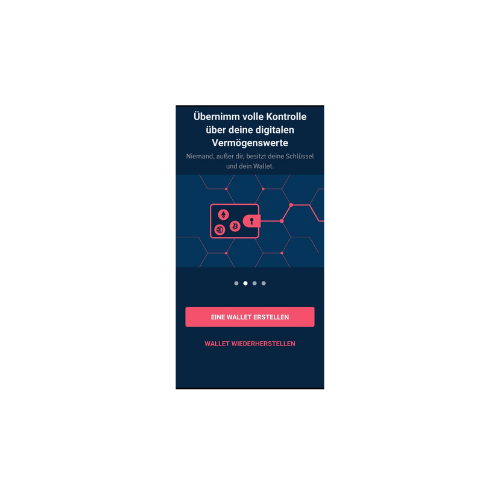 Übernimm volle Kontrolle
über deine digitalen
Vermögenswerte
Niemand, außer dir, besitzt deine Schlüssel
und dein Wallet.
EINE WALLET ERSTELLEN
WALLET WIEDERHERSTELLEN